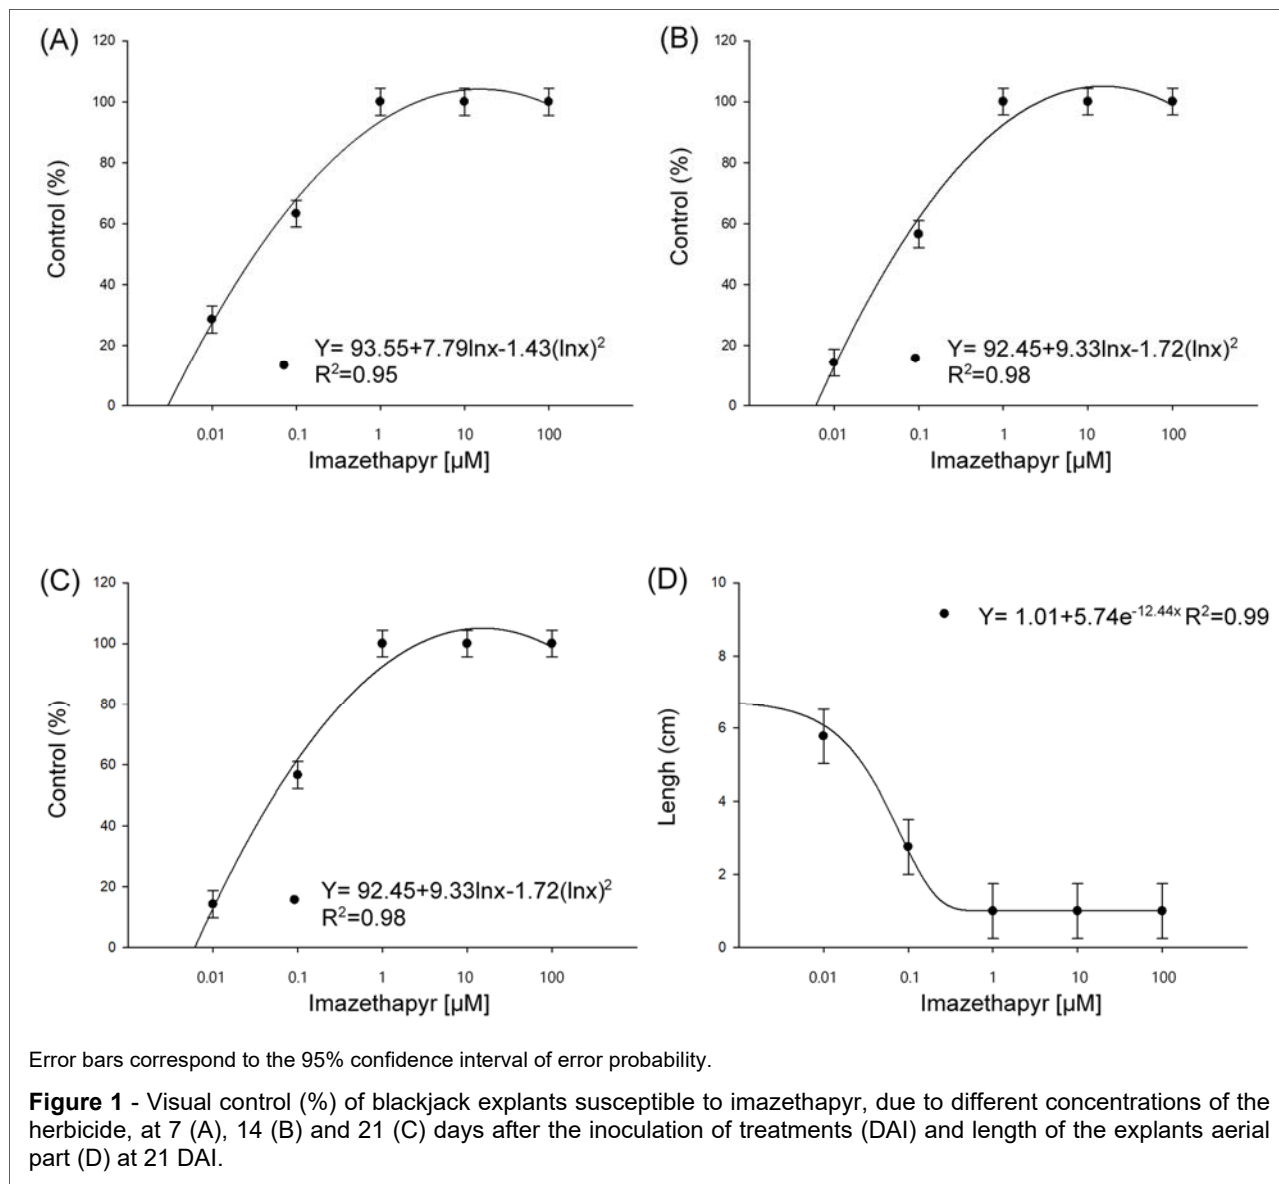 (A)
120
100
80
60
40
20
0
Control (%)
Y= 93.55+7.79lnx-1.43(lnx)²
R²=0.95
0.01 0.1 1 10 100
Imazethapyr [µM]
(B)
120
100
80
60
40
20
0
Control (%)
Y= 92.45+9.33lnx-1.72(lnx)²
R²=0.98
0.01 0.1 1 10 100
Imazethapyr [µM]
(C)
120
100
80
60
40
20
0
Control (%)
Y= 92.45+9.33lnx-1.72(lnx)²
R²=0.98
0.01 0.1 1 10 100
Imazethapyr [µM]
(D)
10
8
6
4
2
0
Lengh (cm)
Y= 1.01+5.74e⁻¹²·⁴⁴ˣ R²=0.99
0.01 0.1 1 10 100
Imazethapyr [µM]
Error bars correspond to the 95% confidence interval of error probability.
Figure 1 - Visual control (%) of blackjack explants susceptible to imazethapyr, due to different concentrations of the
herbicide, at 7 (A), 14 (B) and 21 (C) days after the inoculation of treatments (DAI) and length of the explants aerial
part (D) at 21 DAI.